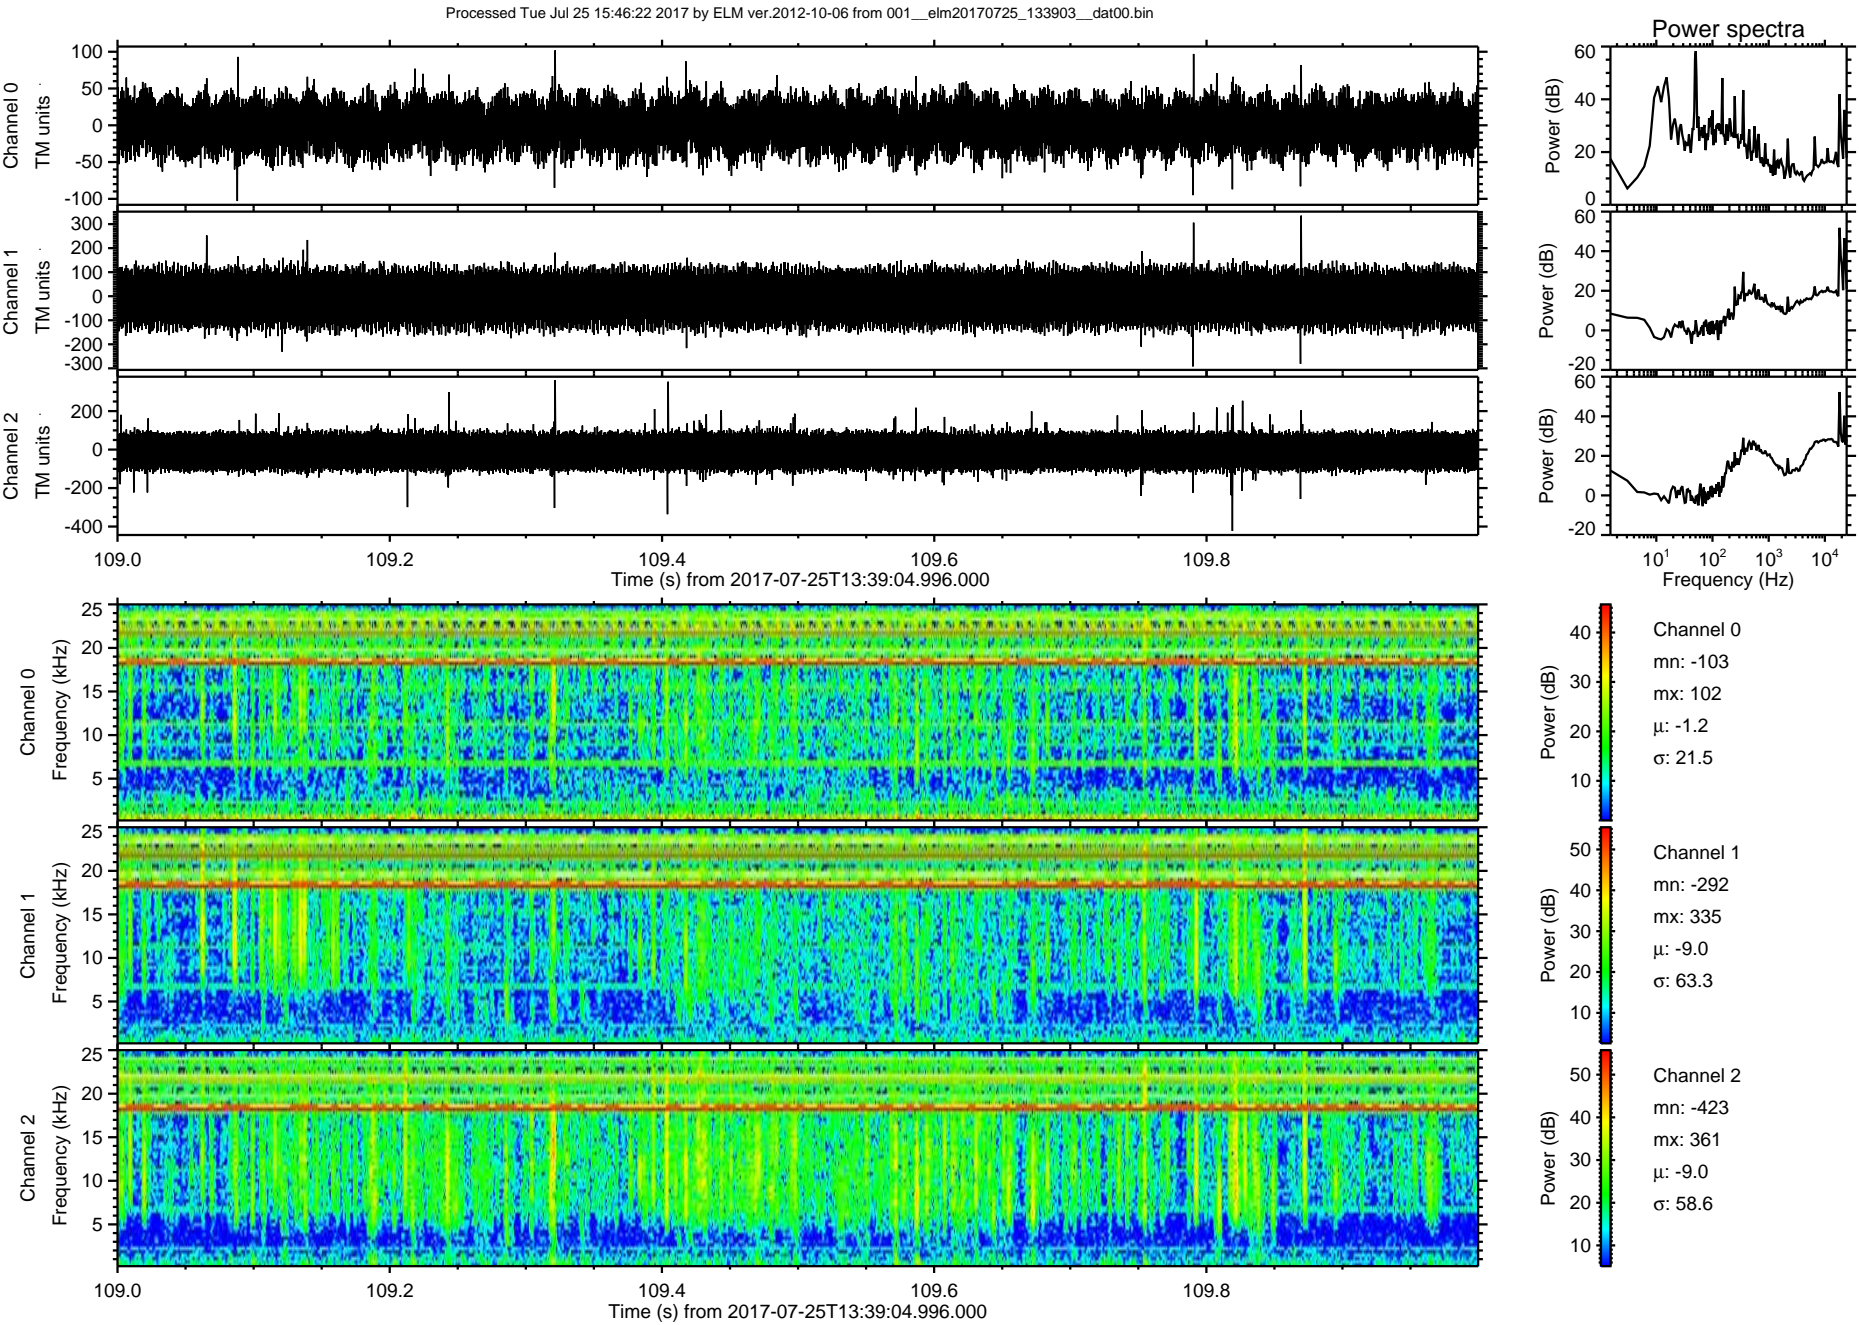 Processed Tue Jul 25 15:46:22 2017 by ELM ver.2012-10-06 from 001__elm20170725_133903__dat00.bin
Power spectra
Channel 0
TM units
100
50
0
-50
-100
Power (dB)
60
40
20
0
Channel 1
TM units
300
200
100
0
-100
-200
-300
Power (dB)
60
40
20
0
-20
Channel 2
TM units
200
0
-200
-400
Power (dB)
60
40
20
0
-20
109.0 109.2 109.4 109.6 109.8
Time (s) from 2017-07-25T13:39:04.996.000
10^1 10^2 10^3 10^4
Frequency (Hz)
Channel 0
Frequency (kHz)
25
20
15
10
5
Power (dB)
40
30
20
10
Channel 0
mn: -103
mx: 102
μ: -1.2
σ: 21.5
Channel 1
Frequency (kHz)
25
20
15
10
5
Power (dB)
50
40
30
20
10
Channel 1
mn: -292
mx: 335
μ: -9.0
σ: 63.3
Channel 2
Frequency (kHz)
25
20
15
10
5
Power (dB)
50
40
30
20
10
Channel 2
mn: -423
mx: 361
μ: -9.0
σ: 58.6
109.0 109.2 109.4 109.6 109.8
Time (s) from 2017-07-25T13:39:04.996.000